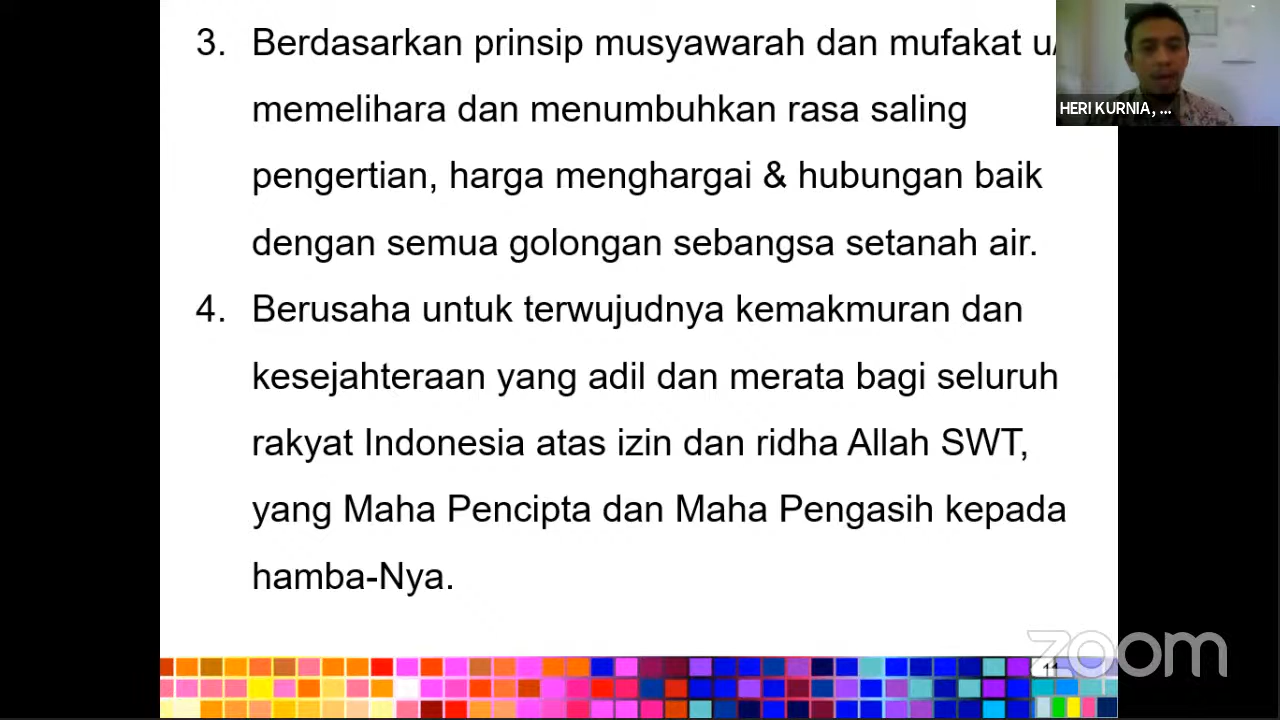 3. Berdasarkan prinsip musyawarah dan mufakat u/
memelihara dan menumbuhkan rasa saling
pengertian, harga menghargai & hubungan baik
dengan semua golongan sebangsa setanah air.
4. Berusaha untuk terwujudnya kemakmuran dan
kesejahteraan yang adil dan merata bagi seluruh
rakyat Indonesia atas izin dan ridha Allah SWT,
yang Maha Pencipta dan Maha Pengasih kepada
hamba-Nya.
HERI KURNIA, ...
zoom